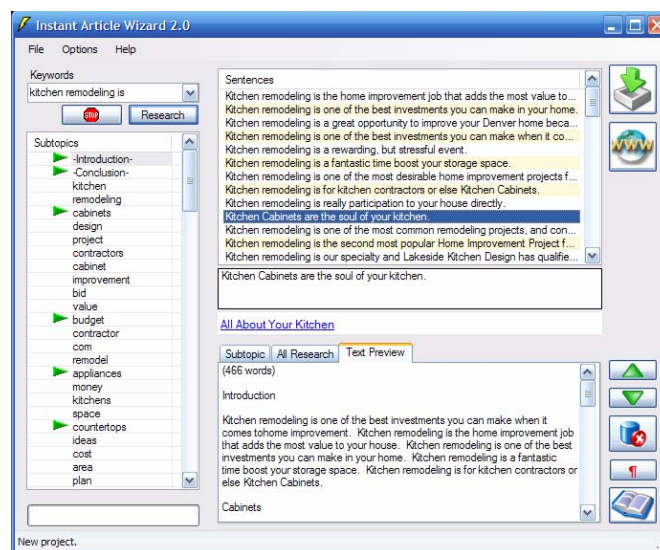 Instant Article Wizard 2.0
File Options Help
Keywords
kitchen remodeling is
STOP
Research
Subtopics
-Introduction-
-Conclusion-
kitchen
remodeling
cabinets
design
project
contractors
cabinet
improvement
bid
value
budget
contractor
com
remodel
appliances
money
kitchens
space
countertops
ideas
cost
area
plan
Sentences
Kitchen remodeling is the home improvement job that adds the most value to...
Kitchen remodeling is one of the best investments you can make in your home.
Kitchen remodeling is a great opportunity to improve your Denver home beca...
Kitchen remodeling is one of the best investments you can make when it co...
Kitchen remodeling is a rewarding, but stressful event.
Kitchen remodeling is a fantastic time boost your storage space.
Kitchen remodeling is one of the most desirable home improvement projects f...
Kitchen remodeling is for kitchen contractors or else Kitchen Cabinets.
Kitchen remodeling is really participation to your house directly.
Kitchen Cabinets are the soul of your kitchen.
Kitchen remodeling is one of the most common remodeling projects, and con...
Kitchen remodeling is the second most popular Home Improvement Project f...
Kitchen remodeling is our specialty and Lakeside Kitchen Design has qualifie...
Kitchen Cabinets are the soul of your kitchen.
All About Your Kitchen
Subtopic All Research Text Preview
(466 words)
Introduction
Kitchen remodeling is one of the best investments you can make when it
comes tohome improvement. Kitchen remodeling is the home improvement job
that adds the most value to your house. Kitchen remodeling is one of the best
investments you can make in your home. Kitchen remodeling is a fantastic
time boost your storage space. Kitchen remodeling is for kitchen contractors or
else Kitchen Cabinets.
Cabinets
www
¶
New project.